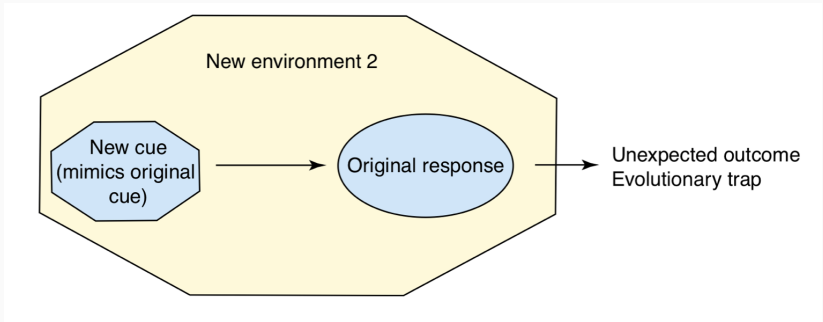 New environment 2
New cue
(mimics original
cue)
Original response
Unexpected outcome
Evolutionary trap